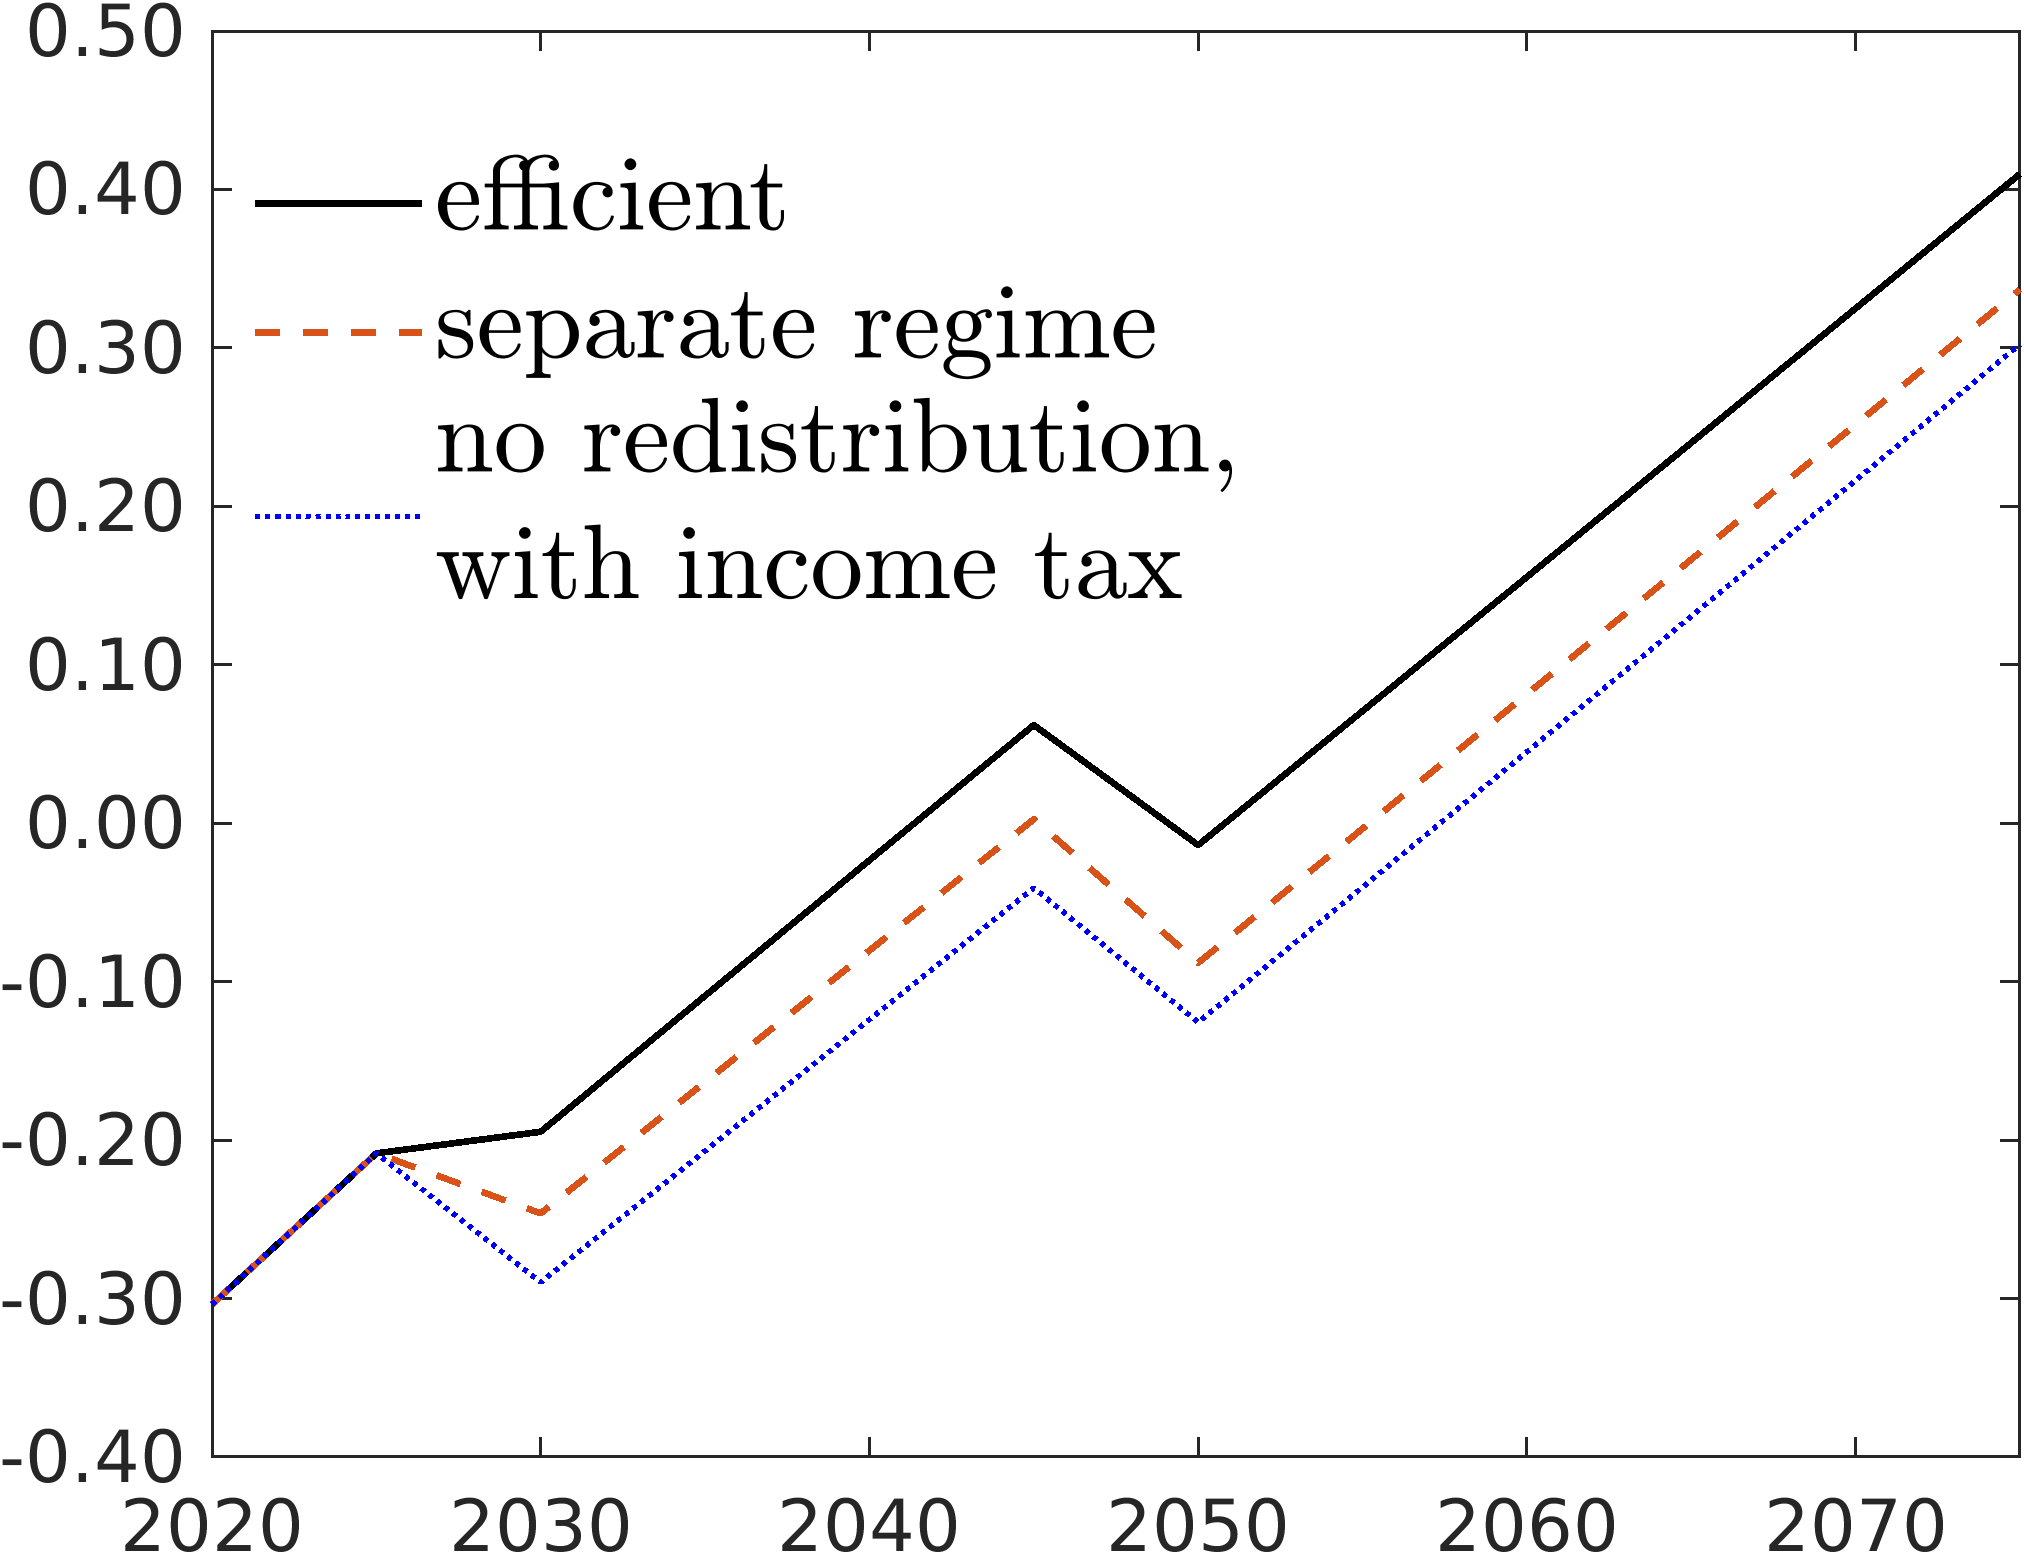 0.50
0.40
0.30
0.20
0.10
0.00
-0.10
-0.20
-0.30
-0.40
efficient
separate regime
no redistribution,
with income tax
2020 2030 2040 2050 2060 2070